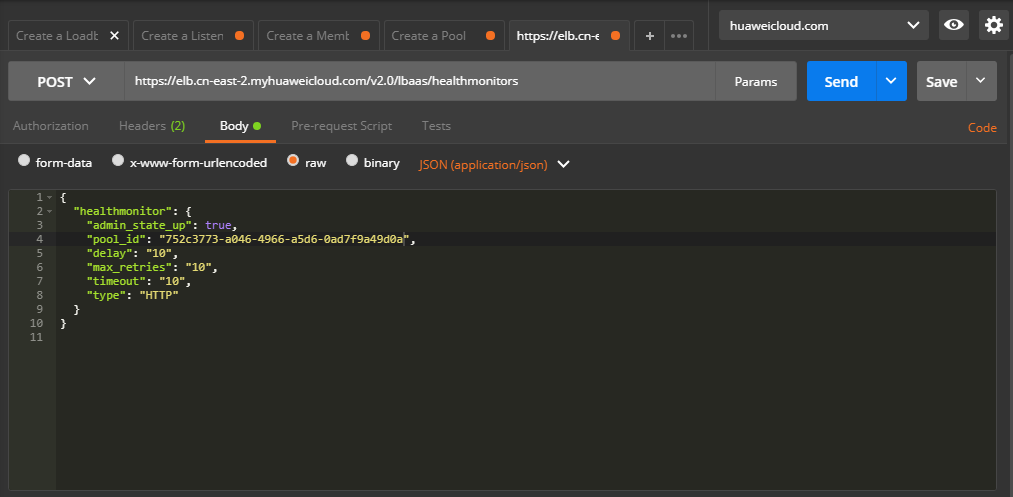 Create a Loadb
Create a Listen
Create a Memb
Create a Pool
https://elb.cn-e
huaweicloud.com
POST
https://elb.cn-east-2.myhuaweicloud.com/v2.0/lbaas/healthmonitors
Params
Send
Save
Authorization
Headers (2)
Body
Pre-request Script
Tests
Code
form-data
x-www-form-urlencoded
raw
binary
JSON (application/json)
1 {
2 "healthmonitor": {
3 "admin_state_up": true,
4 "pool_id": "752c3773-a046-4966-a5d6-0ad7f9a49d0a",
5 "delay": "10",
6 "max_retries": "10",
7 "timeout": "10",
8 "type": "HTTP"
9 }
10 }
11